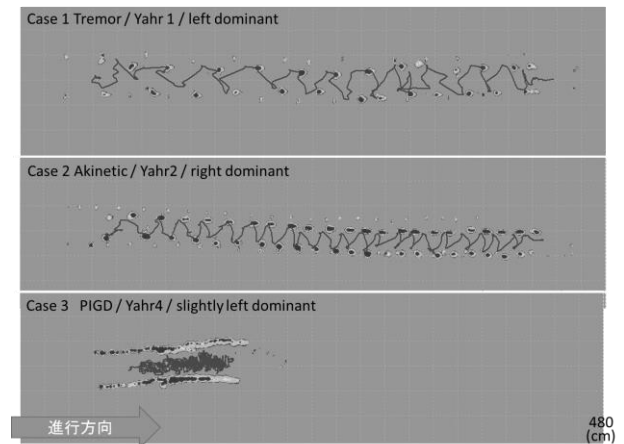 Case 1 Tremor / Yahr 1 / left dominant
Case 2 Akinetic / Yahr2 / right dominant
Case 3 PIGD / Yahr4 / slightly left dominant
進行方向
480
(cm)